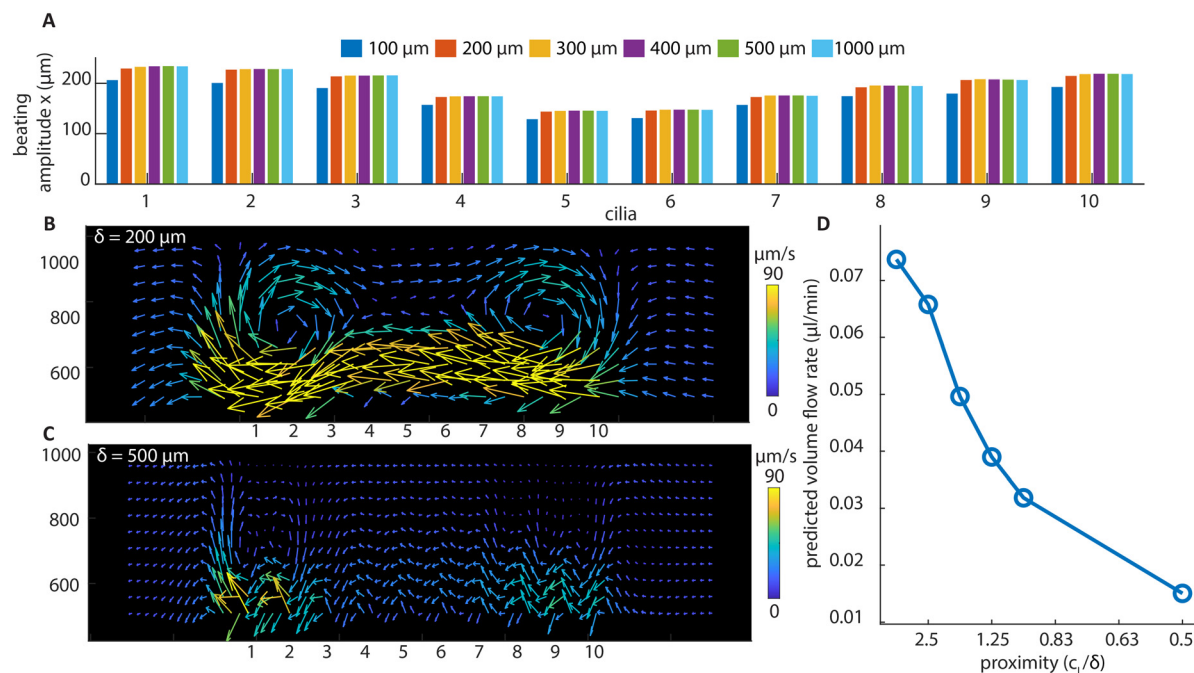 A
100 μm 200 μm 300 μm 400 μm 500 μm 1000 μm
beating
amplitude x (μm)
200
100
0
1 2 3 4 5 6 7 8 9 10
cilia
B
δ = 200 μm
1000
800
600
μm/s
90
0
1 2 3 4 5 6 7 8 9 10
C
δ = 500 μm
1000
800
600
μm/s
90
0
1 2 3 4 5 6 7 8 9 10
D
predicted volume flow rate (μl/min)
0.07
0.06
0.05
0.04
0.03
0.02
0.01
2.5 1.25 0.83 0.63 0.5
proximity (c_l/δ)